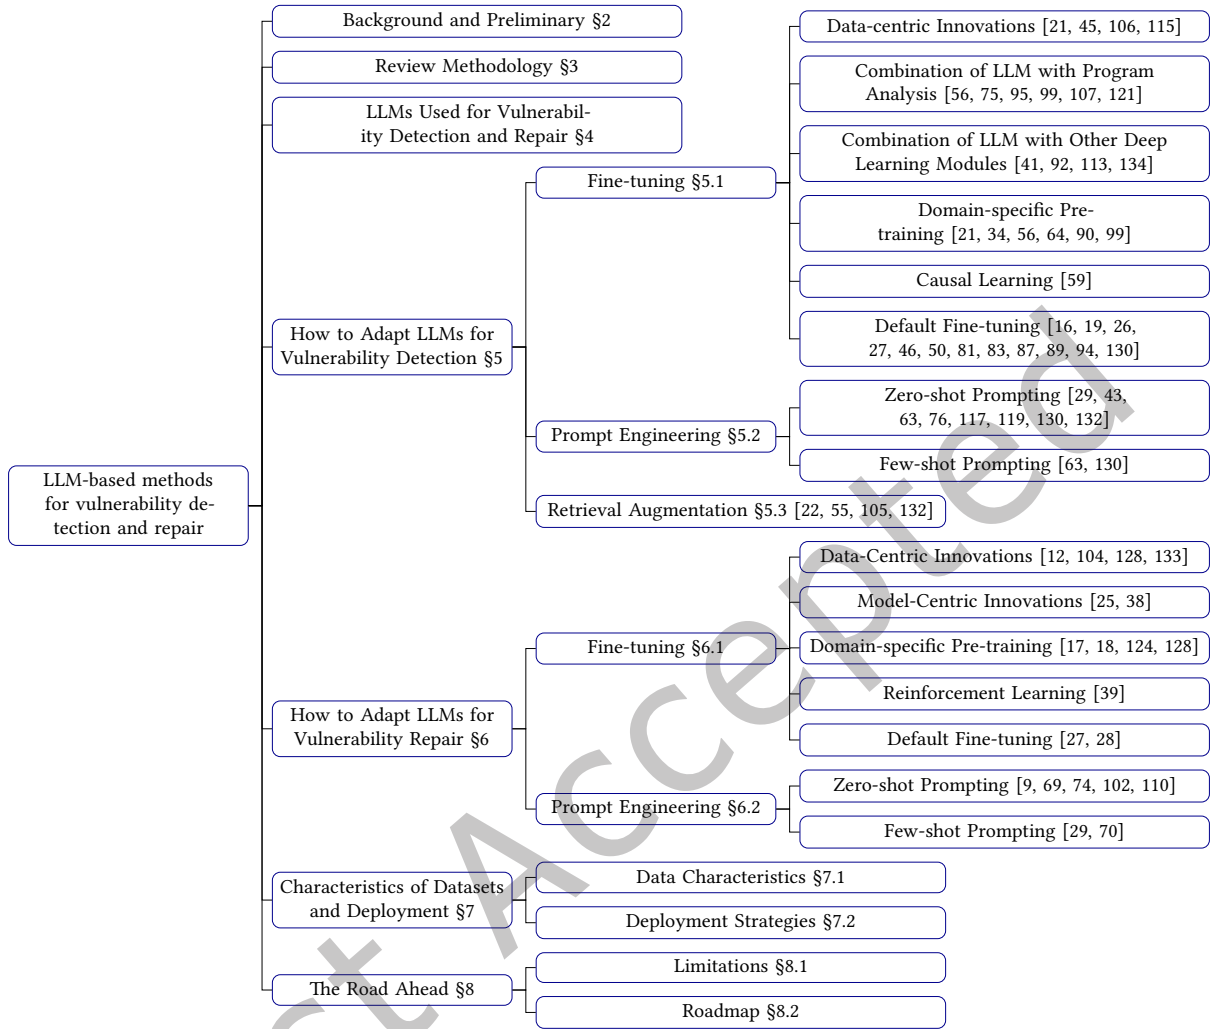 LLM-based methods
for vulnerability de-
tection and repair
Background and Preliminary §2
Review Methodology §3
LLMs Used for Vulnerabil-
ity Detection and Repair §4
How to Adapt LLMs for
Vulnerability Detection §5
Fine-tuning §5.1
Data-centric Innovations [21, 45, 106, 115]
Combination of LLM with Program
Analysis [56, 75, 95, 99, 107, 121]
Combination of LLM with Other Deep
Learning Modules [41, 92, 113, 134]
Domain-specific Pre-
training [21, 34, 56, 64, 90, 99]
Causal Learning [59]
Default Fine-tuning [16, 19, 26,
27, 46, 50, 81, 83, 87, 89, 94, 130]
Prompt Engineering §5.2
Zero-shot Prompting [29, 43,
63, 76, 117, 119, 130, 132]
Few-shot Prompting [63, 130]
Retrieval Augmentation §5.3 [22, 55, 105, 132]
How to Adapt LLMs for
Vulnerability Repair §6
Fine-tuning §6.1
Data-Centric Innovations [12, 104, 128, 133]
Model-Centric Innovations [25, 38]
Domain-specific Pre-training [17, 18, 124, 128]
Reinforcement Learning [39]
Default Fine-tuning [27, 28]
Prompt Engineering §6.2
Zero-shot Prompting [9, 69, 74, 102, 110]
Few-shot Prompting [29, 70]
Characteristics of Datasets
and Deployment §7
Data Characteristics §7.1
Deployment Strategies §7.2
The Road Ahead §8
Limitations §8.1
Roadmap §8.2
Accepted